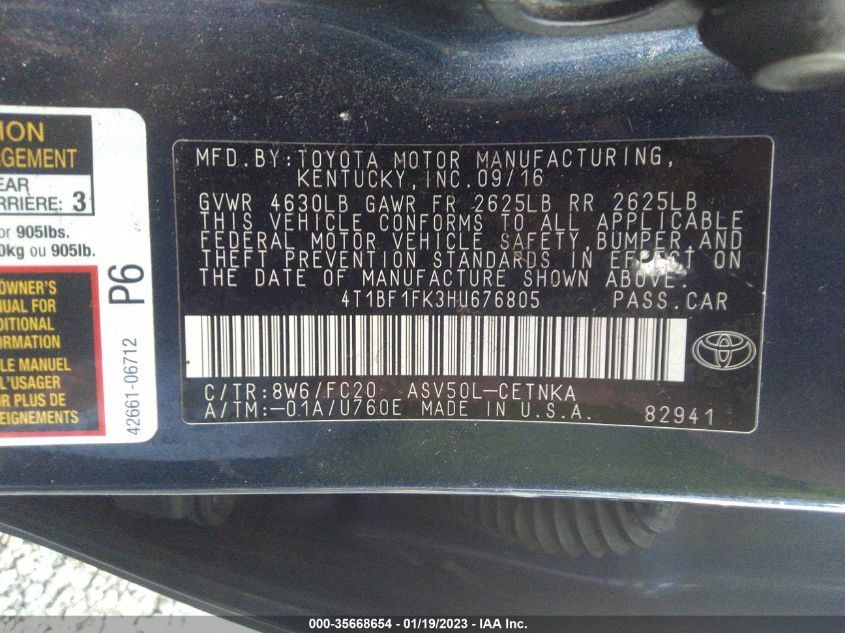 ION
GEMENT
EAR
RRIÈRE: 3
or 905lbs.
0kg ou 905lb.
OWNER'S
NUAL FOR
DITIONAL
ORMATION
LE MANUEL
L'USAGER
OR PLUS DE
EIGNEMENTS
P6
42661-06712
MFD.BY:TOYOTA MOTOR MANUFACTURING,
KENTUCKY,INC.09/16
GVWR 4630LB GAWR FR 2625LB RR 2625LB
THIS VEHICLE CONFORMS TO ALL APPLICABLE
FEDERAL MOTOR VEHICLE SAFETY,BUMPER,AND
THEFT PREVENTION STANDARDS IN EFFECT ON
THE DATE OF MANUFACTURE SHOWN ABOVE.
4T1BF1FK3HU676805 PASS.CAR
C/TR:8W6/FC20 ASV50L-CETNKA
A/TM:-01A/U760E MADE IN U.S.A.
82941
000-35668654 - 01/19/2023 - IAA Inc.